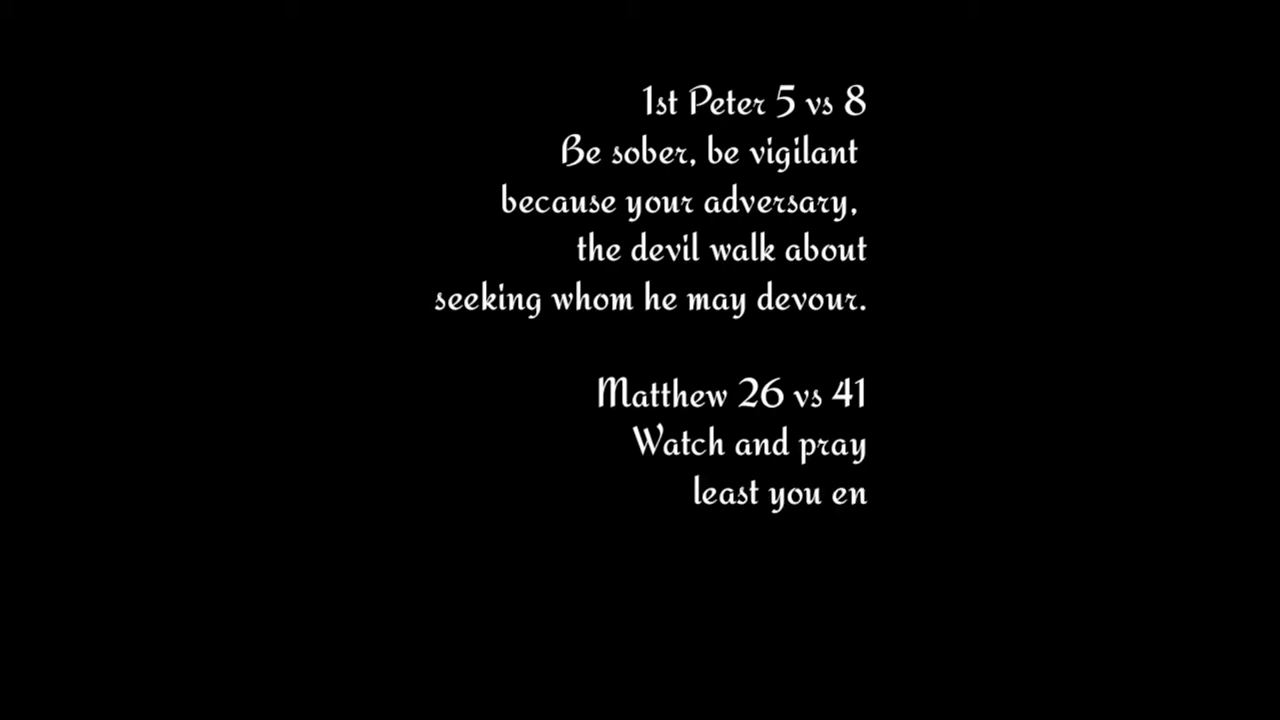 1st Peter 5 vs 8
Be sober, be vigilant
because your adversary,
the devil walk about
seeking whom he may devour.
Matthew 26 vs 41
Watch and pray
least you en